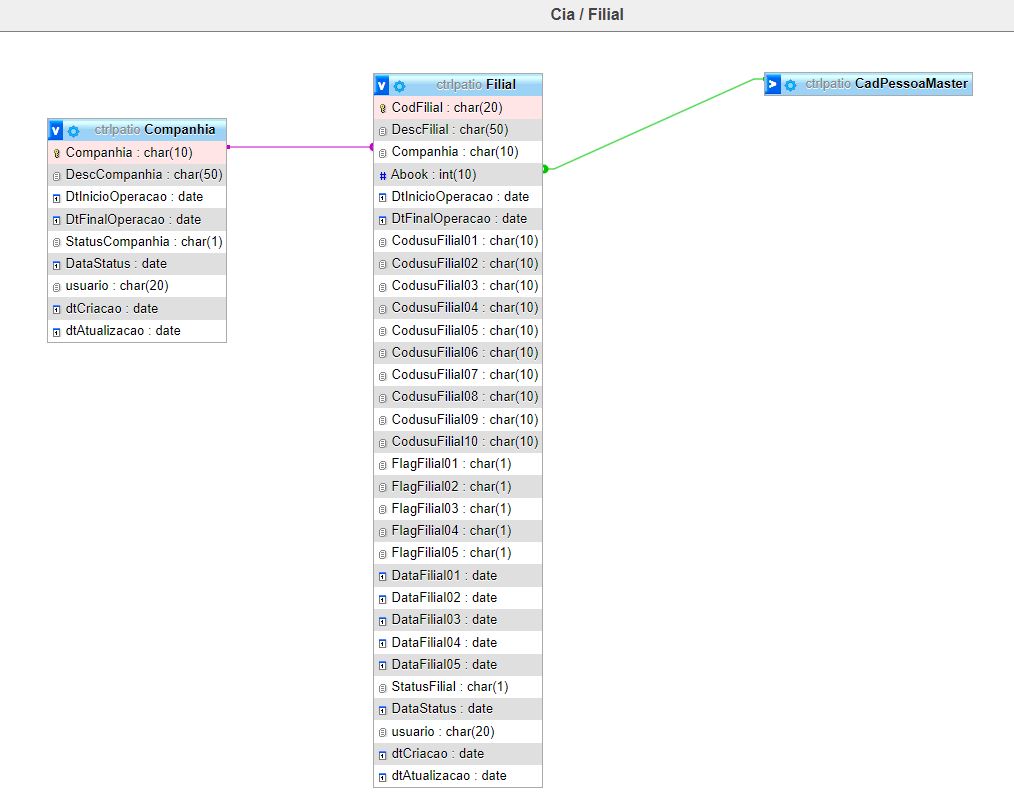 Cia / Filial
ctrlpatio Companhia
Companhia : char(10)
DescCompanhia : char(50)
DtInicioOperacao : date
DtFinalOperacao : date
StatusCompanhia : char(1)
DataStatus : date
usuario : char(20)
dtCriacao : date
dtAtualizacao : date
ctrlpatio Filial
CodFilial : char(20)
DescFilial : char(50)
Companhia : char(10)
# Abook : int(10)
DtInicioOperacao : date
DtFinalOperacao : date
CodusuFilial01 : char(10)
CodusuFilial02 : char(10)
CodusuFilial03 : char(10)
CodusuFilial04 : char(10)
CodusuFilial05 : char(10)
CodusuFilial06 : char(10)
CodusuFilial07 : char(10)
CodusuFilial08 : char(10)
CodusuFilial09 : char(10)
CodusuFilial10 : char(10)
FlagFilial01 : char(1)
FlagFilial02 : char(1)
FlagFilial03 : char(1)
FlagFilial04 : char(1)
FlagFilial05 : char(1)
DataFilial01 : date
DataFilial02 : date
DataFilial03 : date
DataFilial04 : date
DataFilial05 : date
StatusFilial : char(1)
DataStatus : date
usuario : char(20)
dtCriacao : date
dtAtualizacao : date
ctrlpatio CadPessoaMaster